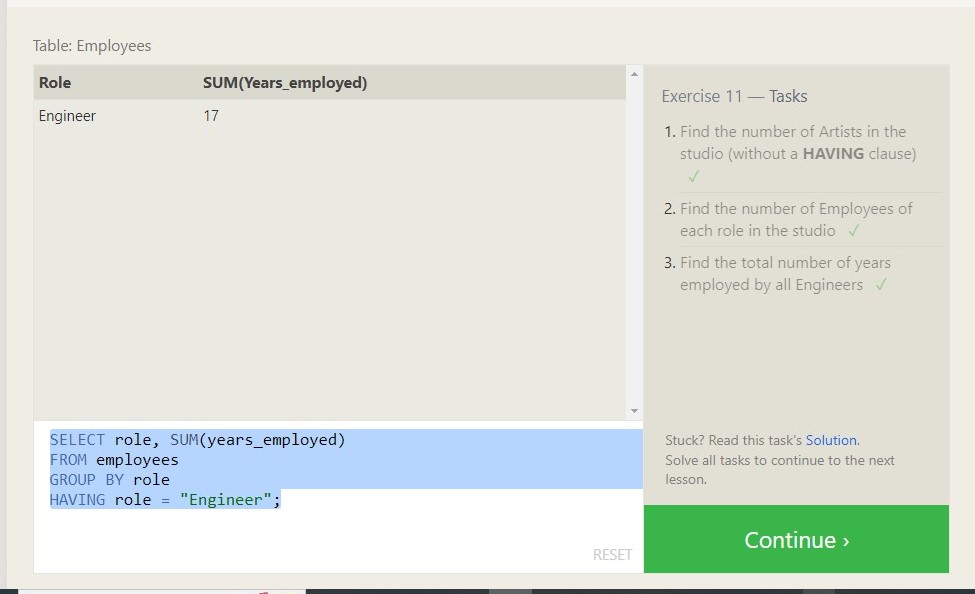 Table: Employees
Role SUM(Years_employed)
Engineer 17
Exercise 11 — Tasks
1. Find the number of Artists in the
studio (without a HAVING clause)
✓
2. Find the number of Employees of
each role in the studio ✓
3. Find the total number of years
employed by all Engineers ✓
SELECT role, SUM(years_employed)
FROM employees
GROUP BY role
HAVING role = "Engineer";
RESET
Stuck? Read this task's Solution.
Solve all tasks to continue to the next
lesson.
Continue ›